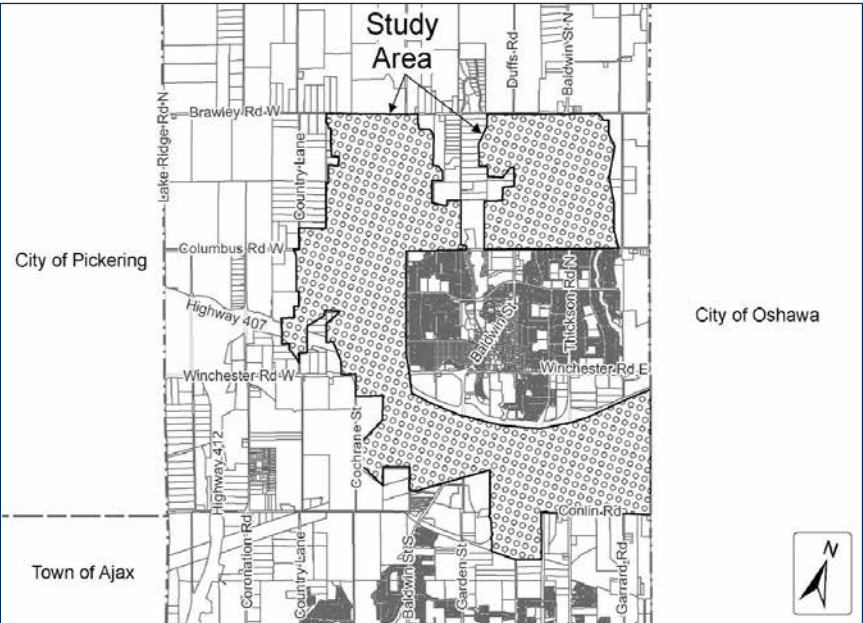 Study
Area
Lake Ridge Rd N
Brawley Rd W
Duffs Rd
Baldwin St N
Country Lane
Columbus Rd W
City of Pickering
Highway 407
Baldwin St
Thickson Rd N
City of Oshawa
Winchester Rd W
Winchester Rd E
Highway 412
Cochrane St
Conlin Rd
Town of Ajax
Coronation Rd
Country Lane
Baldwin St S
Garden St
Garrard Rd
N